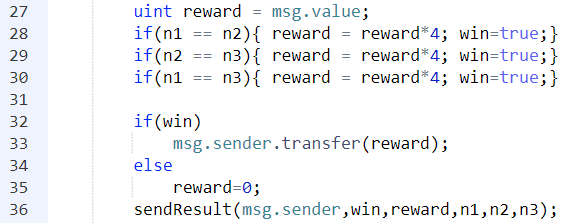 27 uint reward = msg.value;
28 if(n1 == n2){ reward = reward*4; win=true;}
29 if(n2 == n3){ reward = reward*4; win=true;}
30 if(n1 == n3){ reward = reward*4; win=true;}
31
32 if(win)
33 msg.sender.transfer(reward);
34 else
35 reward=0;
36 sendResult(msg.sender,win,reward,n1,n2,n3);